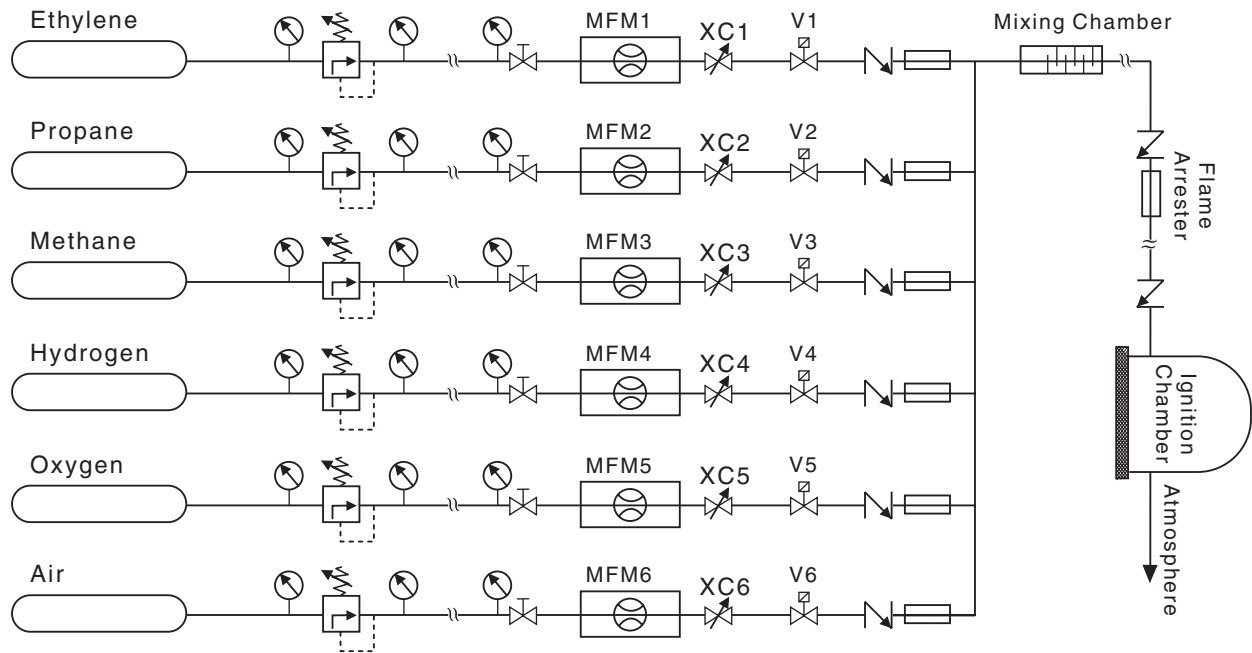 Ethylene
MFM1
XC1
V1
Mixing Chamber
Propane
MFM2
XC2
V2
Flame
Arrester
Methane
MFM3
XC3
V3
Hydrogen
MFM4
XC4
V4
Ignition
Chamber
Oxygen
MFM5
XC5
V5
Atmosphere
Air
MFM6
XC6
V6